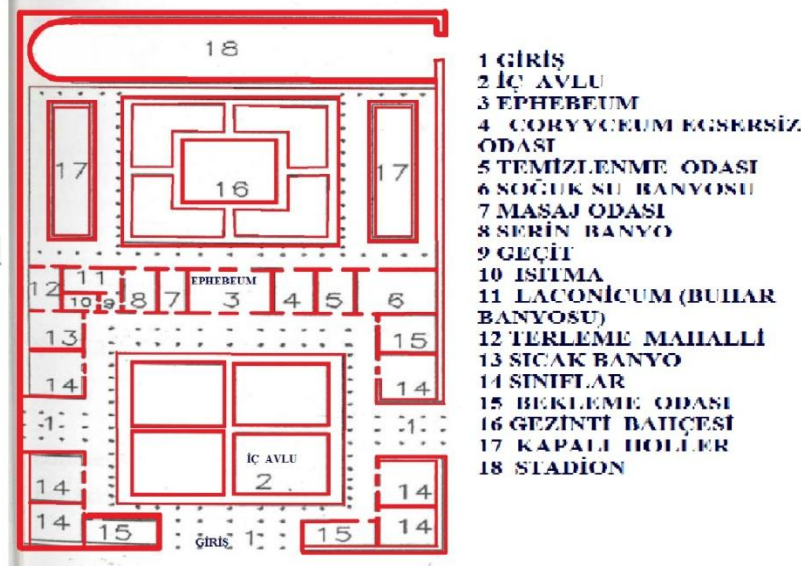 18
17 16 17
12 11 10 9 8 7 EPHEBEUM 3 4 5 6
13 15
14 14
1 1
İÇ AVLU
2
14 14
14 15 GİRİŞ 1 15 14
1 GİRİŞ
2 İÇ AVLU
3 EPHEBEUM
4 CORYYCEUM EGSERSİZ
ODASI
5 TEMİZLENME ODASI
6 SOĞUK SU BANYOSU
7 MASAJ ODASI
8 SERİN BANYO
9 GEÇİT
10 ISITMA
11 LACONİCUM (BUHAR
BANYOSU)
12 TERLEME MAHALLİ
13 SICAK BANYO
14 SINIFLAR
15 BEKLEME ODASI
16 GEZİNTİ BAHÇESİ
17 KAPALI HOLLER
18 STADİON